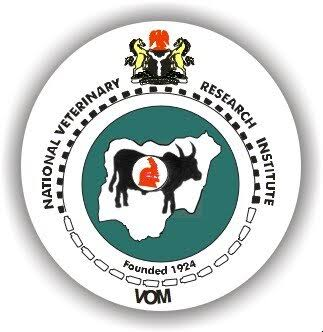 NATIONAL VETERINARY RESEARCH INSTITUTE
Founded 1924
VOM